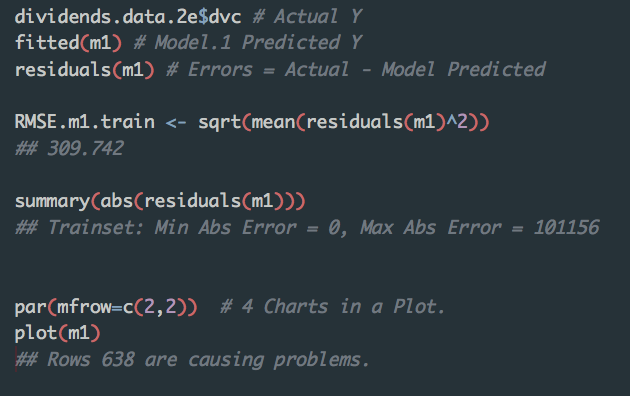 dividends.data.2e$dvc # Actual Y
fitted(m1) # Model.1 Predicted Y
residuals(m1) # Errors = Actual - Model Predicted
RMSE.m1.train <- sqrt(mean(residuals(m1)^2))
## 309.742
summary(abs(residuals(m1)))
## Trainset: Min Abs Error = 0, Max Abs Error = 101156
par(mfrow=c(2,2))  # 4 Charts in a Plot.
plot(m1)
## Rows 638 are causing problems.